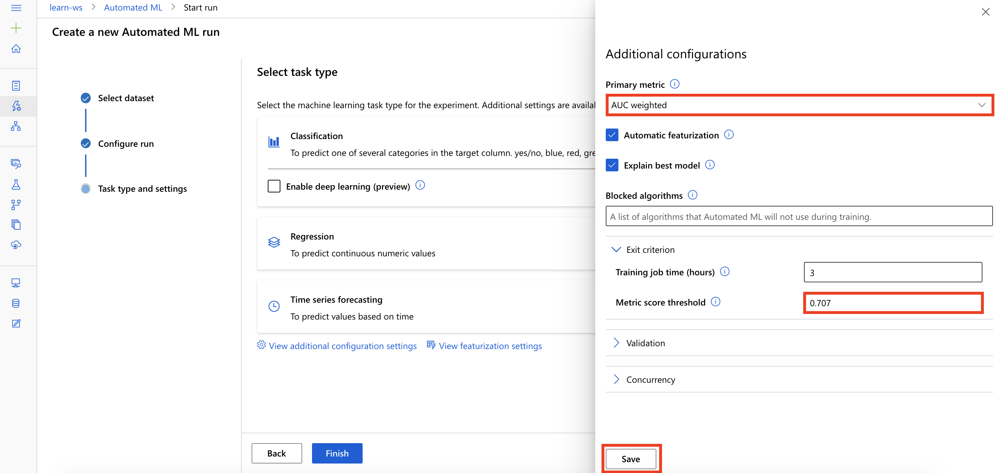 learn-ws > Automated ML > Start run
Create a new Automated ML run
Select dataset
Configure run
Task type and settings
Select task type
Select the machine learning task type for the experiment. Additional settings are availal
Classification
To predict one of several categories in the target column. yes/no, blue, red, gre
Enable deep learning (preview)
Regression
To predict continuous numeric values
Time series forecasting
To predict values based on time
View additional configuration settings
View featurization settings
Back
Finish
Additional configurations
Primary metric
AUC weighted
Automatic featurization
Explain best model
Blocked algorithms
A list of algorithms that Automated ML will not use during training.
Exit criterion
Training job time (hours)
3
Metric score threshold
0.707
Validation
Concurrency
Save